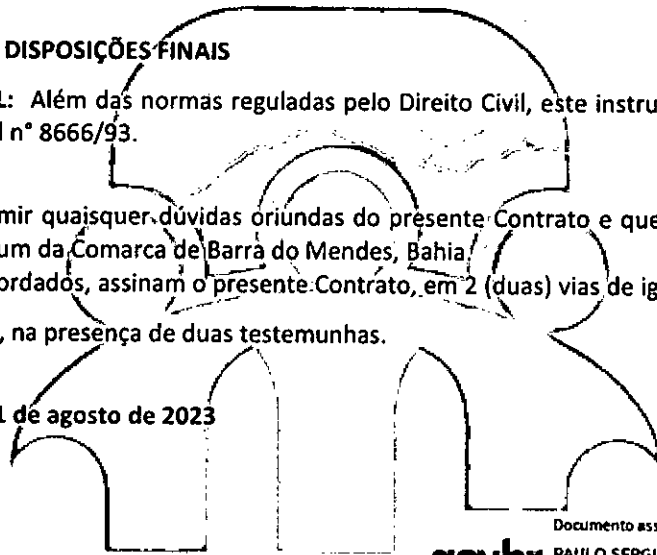 DISPOSIÇÕES FINAIS
L: Além das normas reguladas pelo Direito Civil, este instru
l n° 8666/93.
mir quaisquer dúvidas oriundas do presente Contrato e que
um da Comarca de Barra do Mendes, Bahia
ordados, assinam o presente Contrato, em 2 (duas) vias de ig
, na presença de duas testemunhas.
1 de agosto de 2023
Documento ass
gov.br PAULO SERGI